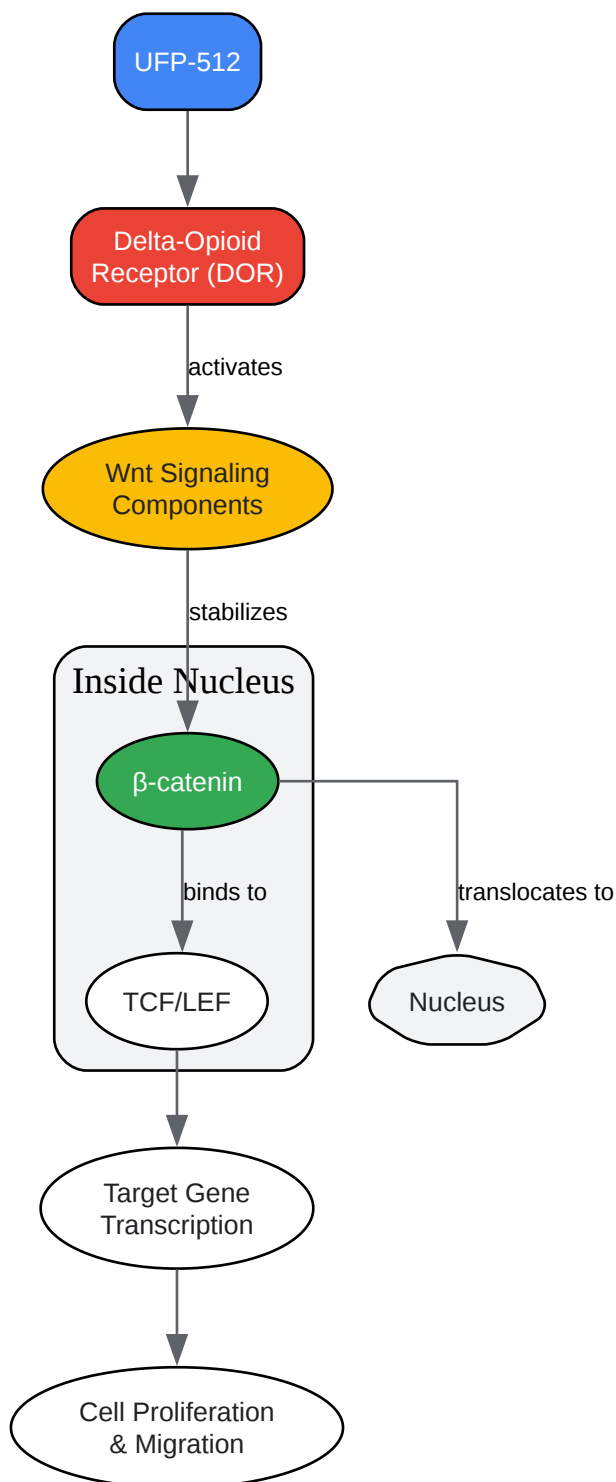 UFP-512
Delta-Opioid
Receptor (DOR)
activates
Wnt Signaling
Components
stabilizes
Inside Nucleus
β-catenin
binds to
translocates to
TCF/LEF
Nucleus
Target Gene
Transcription
Cell Proliferation
& Migration